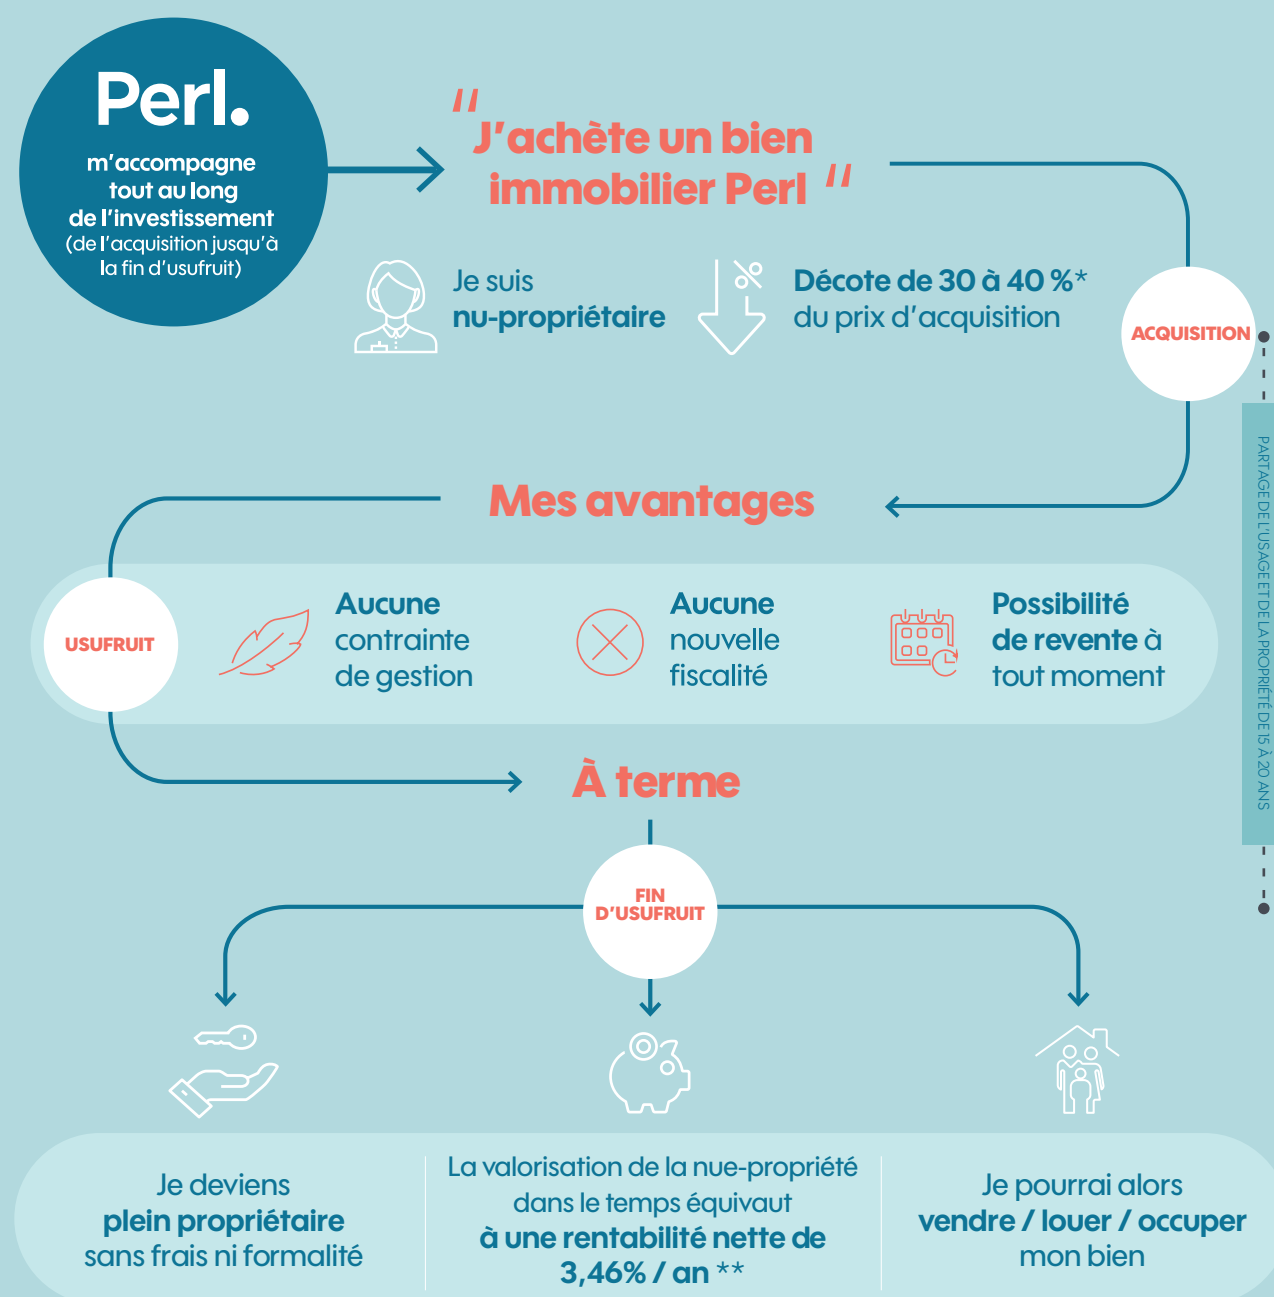 Perl.
m'accompagne
tout au long
de l'investissement
(de l'acquisition jusqu'à
la fin d'usufruit)
"J'achète un bien
immobilier Perl "
Je suis
nu-propriétaire
%
Décote de 30 à 40 %*
du prix d'acquisition
ACQUISITION
PARTAGE DE L'USAGE ET DE LA PROPRIÉTÉ DE 15 À 20 ANS
Mes avantages
USUFRUIT
Aucune
contrainte
de gestion
Aucune
nouvelle
fiscalité
Possibilité
de revente à
tout moment
À terme
FIN
D'USUFRUIT
Je deviens
plein propriétaire
sans frais ni formalité
La valorisation de la nue-propriété
dans le temps équivaut
à une rentabilité nette de
3,46% / an **
Je pourrai alors
vendre / louer / occuper
mon bien